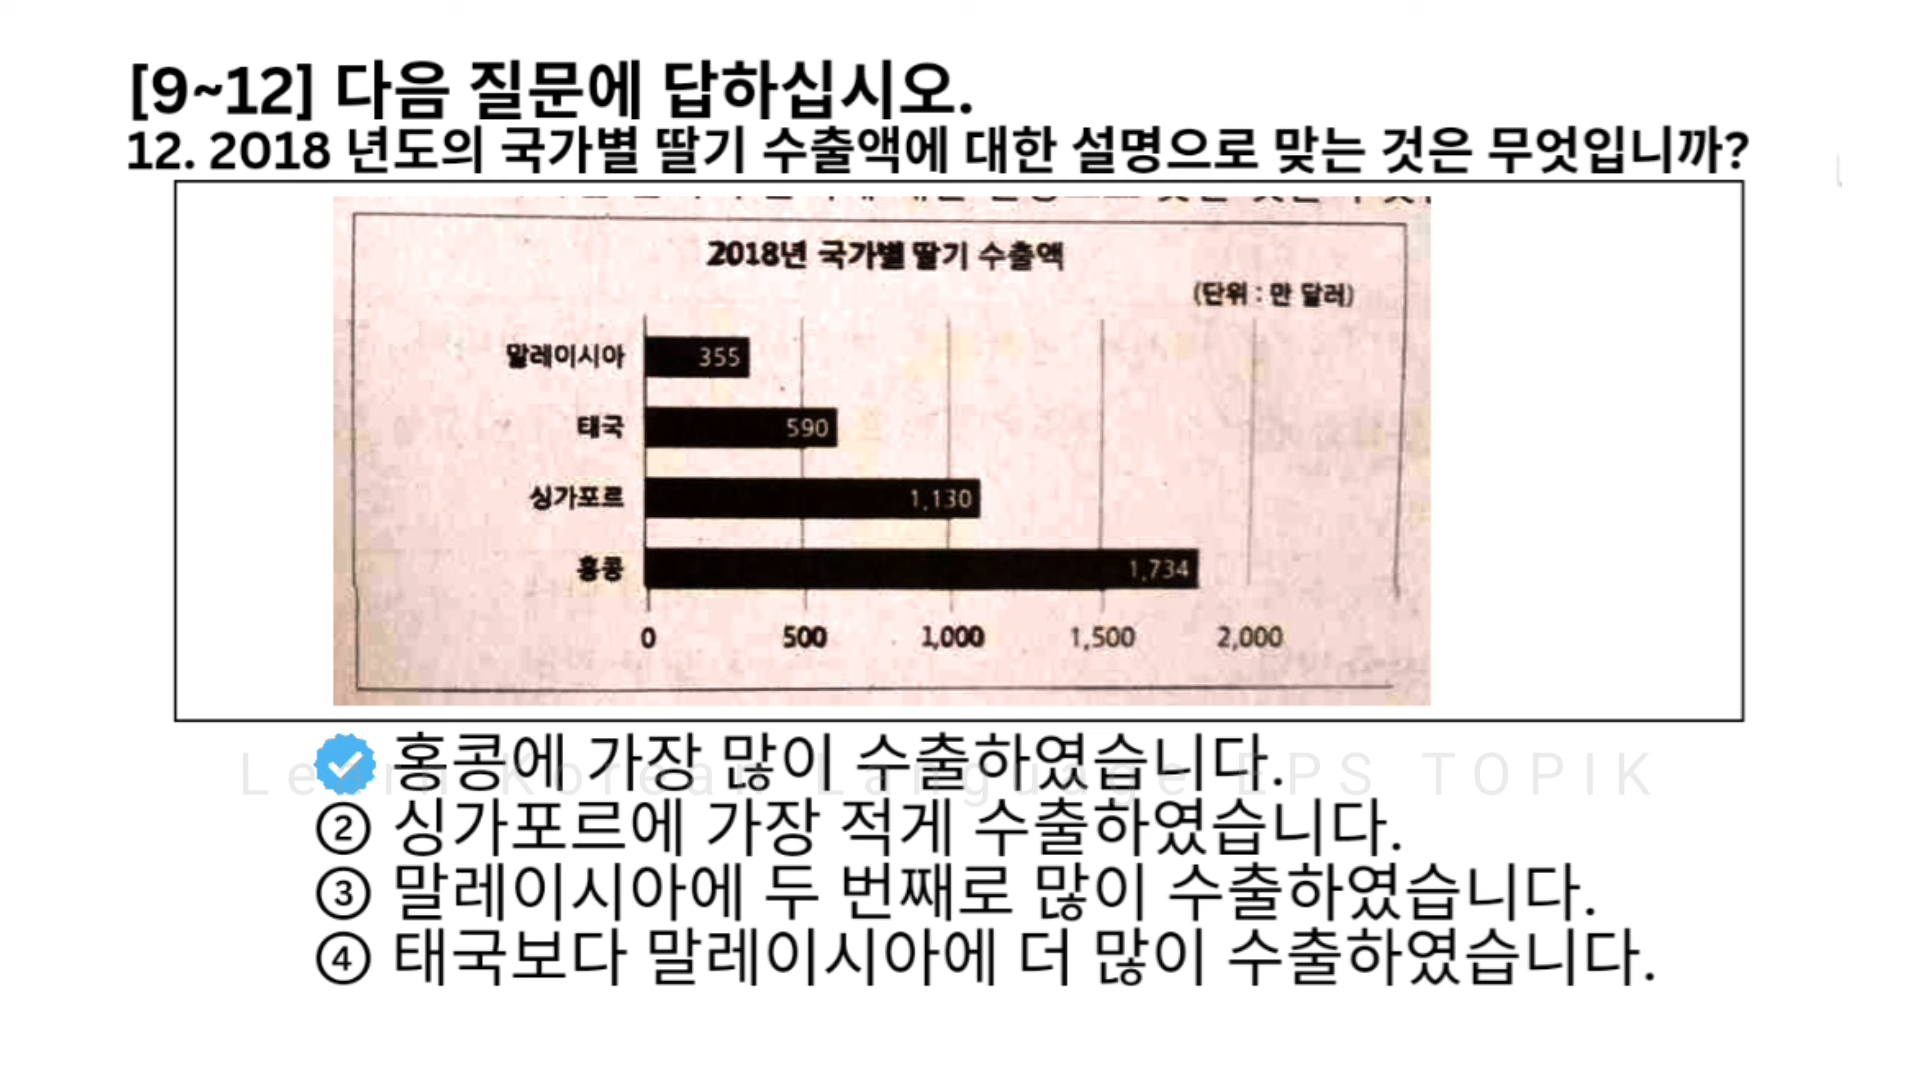 [9~12] 다음 질문에 답하십시오.
12. 2018 년도의 국가별 딸기 수출액에 대한 설명으로 맞는 것은 무엇입니까?
2018년 국가별 딸기 수출액
(단위 : 만 달러)
말레이시아 355
태국 590
싱가포르 1,130
홍콩 1,734
0 500 1,000 1,500 2,000
홍콩에 가장 많이 수출하였습니다.
Learn Korean Language EPS TOPIK
② 싱가포르에 가장 적게 수출하였습니다.
③ 말레이시아에 두 번째로 많이 수출하였습니다.
④ 태국보다 말레이시아에 더 많이 수출하였습니다.